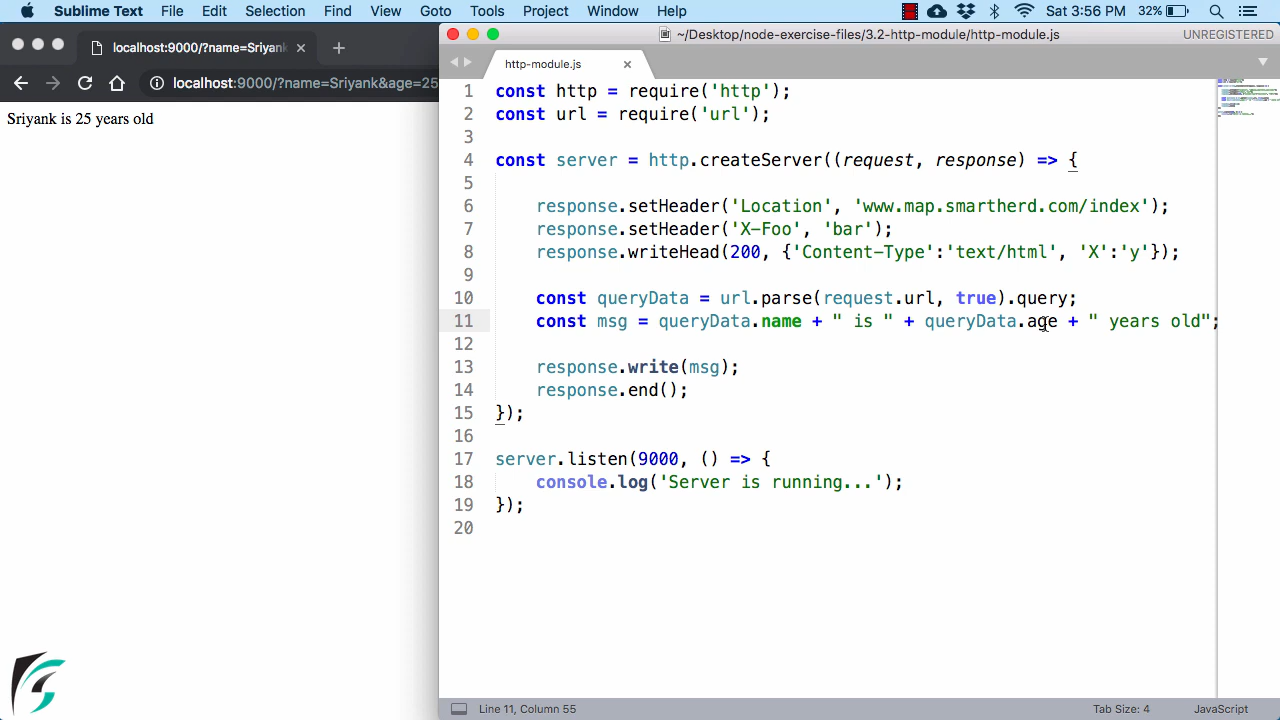 Sublime Text File Edit Selection Find View Goto Tools Project Window Help Sat 3:56 PM 32%
localhost:9000/?name=Sriyank
localhost:9000/?name=Sriyank&age=25
Sriyank is 25 years old
~/Desktop/node-exercise-files/3.2-http-module/http-module.js UNREGISTERED
http-module.js
1 const http = require('http');
2 const url = require('url');
3
4 const server = http.createServer((request, response) => {
5
6 response.setHeader('Location', 'www.map.smartherd.com/index');
7 response.setHeader('X-Foo', 'bar');
8 response.writeHead(200, {'Content-Type':'text/html', 'X':'y'});
9
10 const queryData = url.parse(request.url, true).query;
11 const msg = queryData.name + " is " + queryData.age + " years old";
12
13 response.write(msg);
14 response.end();
15 });
16
17 server.listen(9000, () => {
18 console.log('Server is running...');
19 });
20
Line 11, Column 55 Tab Size: 4 JavaScript